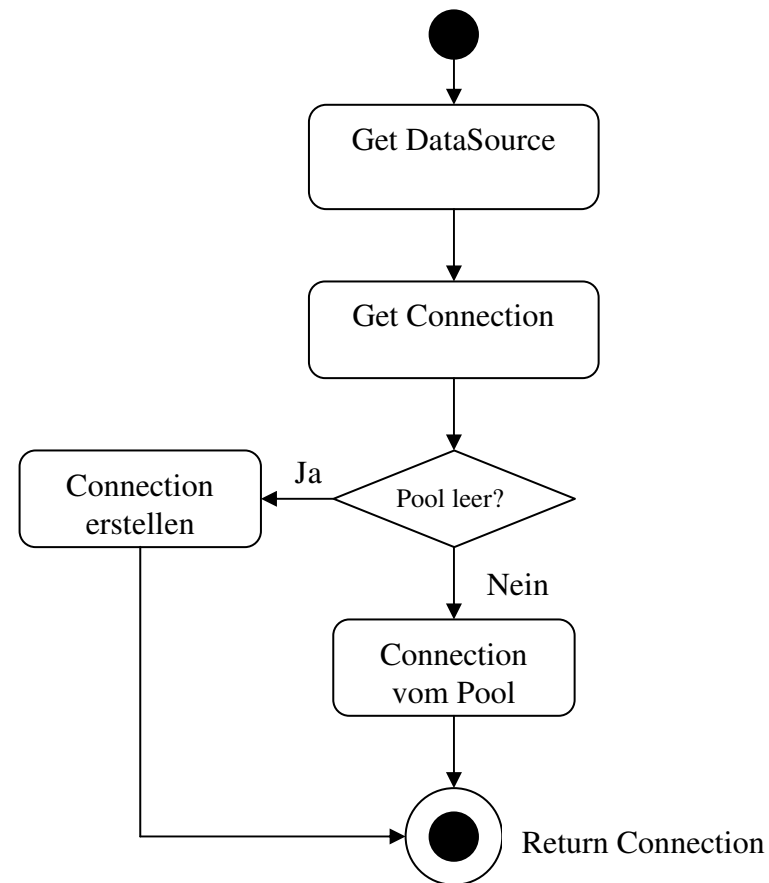 Get DataSource
Get Connection
Ja
Connection
erstellen
Pool leer?
Nein
Connection
vom Pool
Return Connection